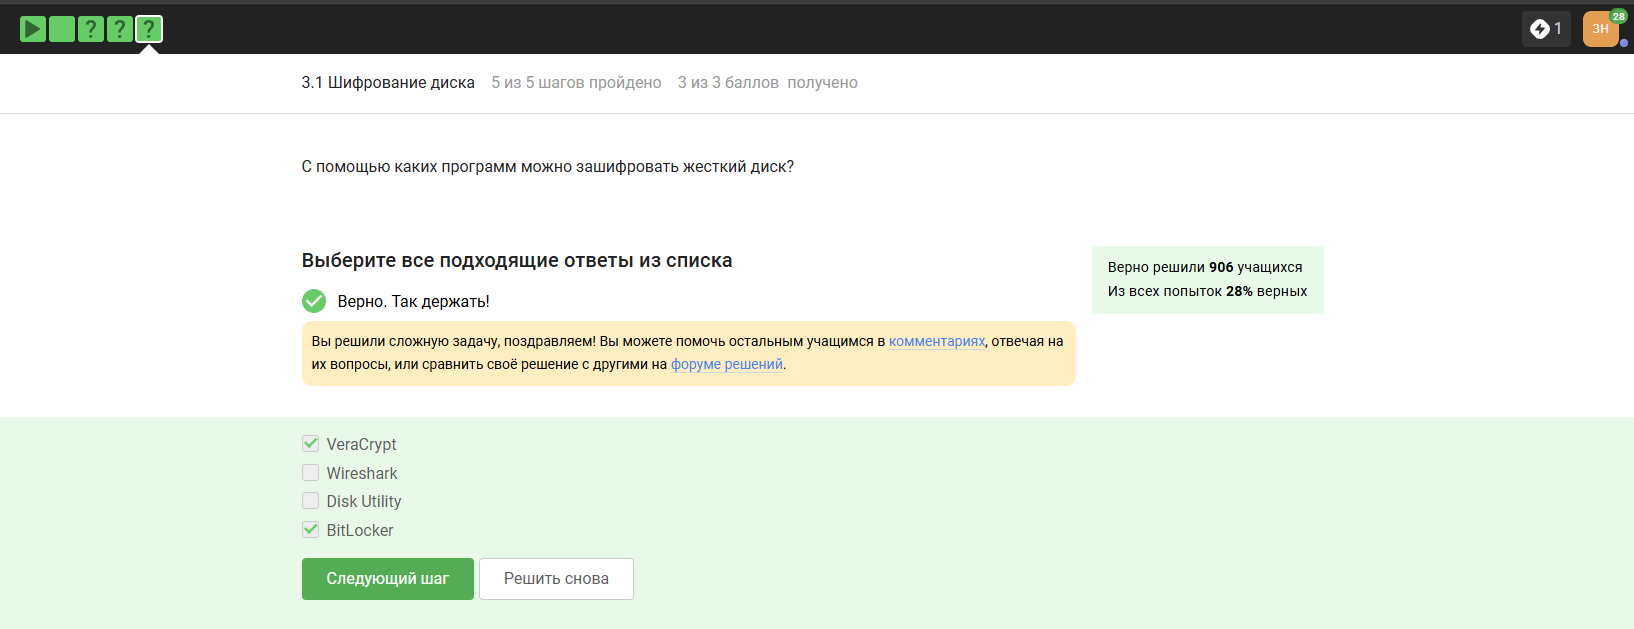 ? ? ?
1
ЗН
28
3.1 Шифрование диска 5 из 5 шагов пройдено 3 из 3 баллов получено
С помощью каких программ можно зашифровать жесткий диск?
Выберите все подходящие ответы из списка
Верно. Так держать!
Вы решили сложную задачу, поздравляем! Вы можете помочь остальным учащимся в комментариях, отвечая на
их вопросы, или сравнить своё решение с другими на форуме решений.
Верно решили 906 учащихся
Из всех попыток 28% верных
VeraCrypt
Wireshark
Disk Utility
BitLocker
Следующий шаг
Решить снова